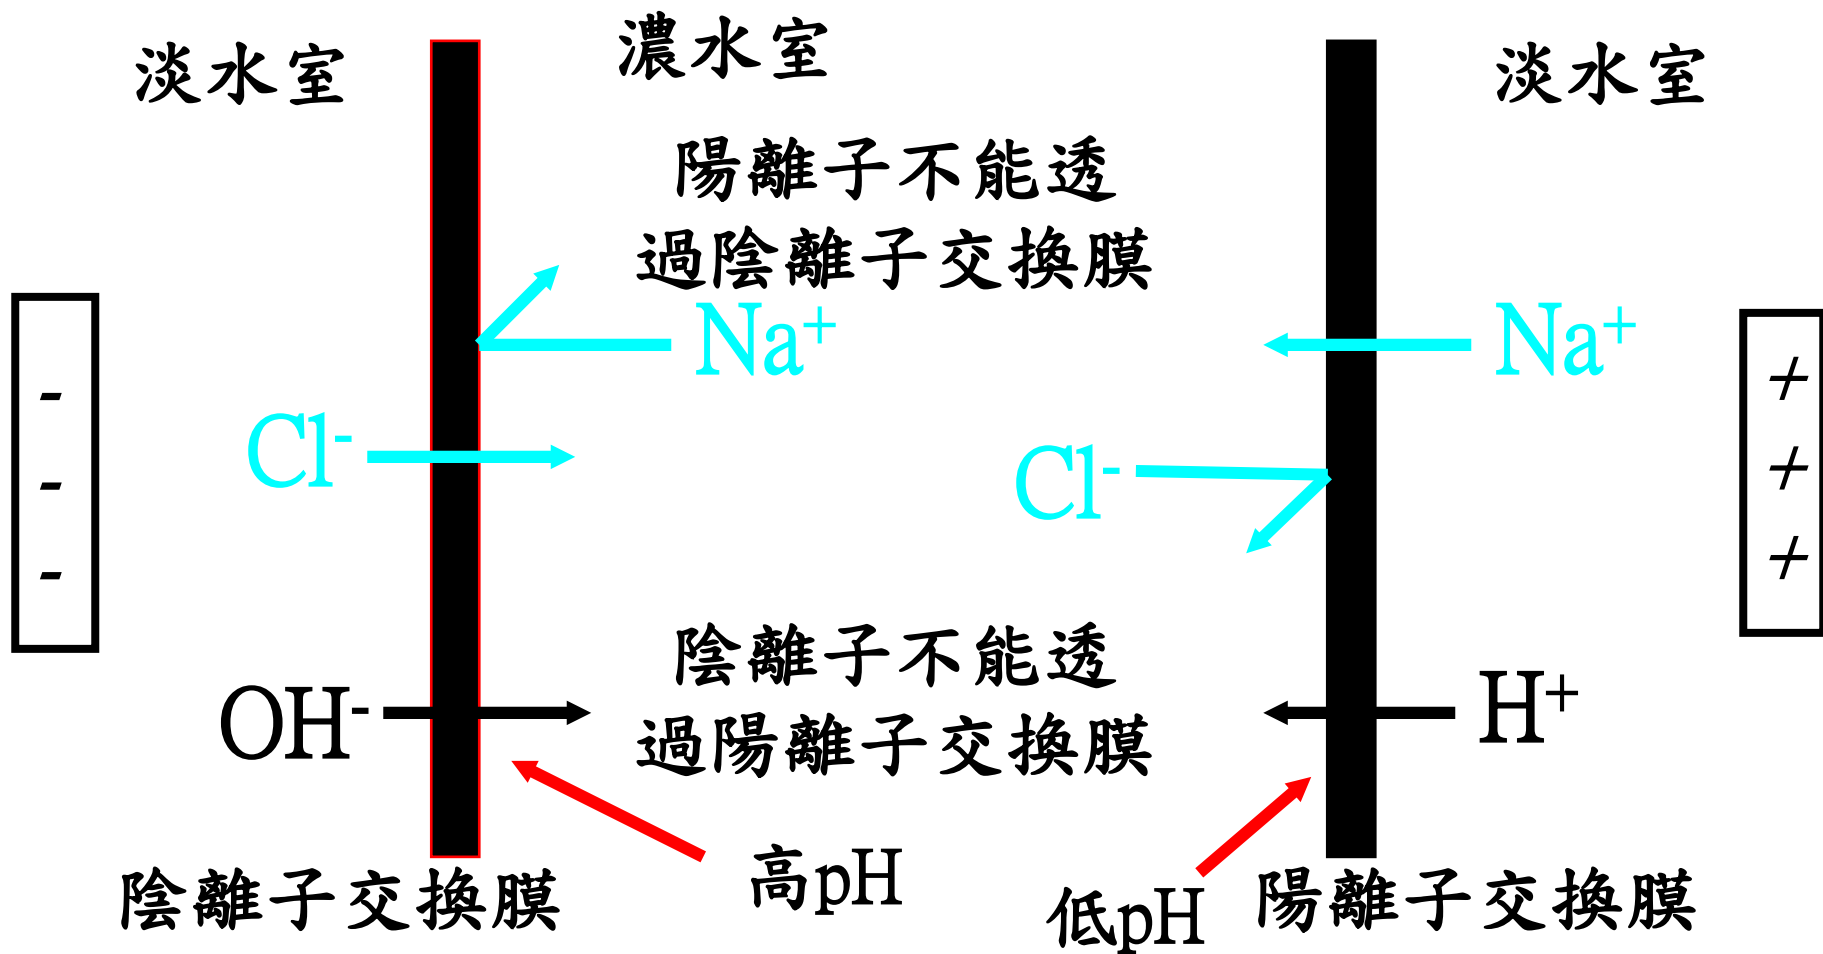 淡水室
濃水室
淡水室
陽離子不能透
過陰離子交換膜
Na⁺
Na⁺
-
-
-
+
+
+
Cl⁻
Cl⁻
陰離子不能透
過陽離子交換膜
OH⁻
H⁺
高pH
低pH
陰離子交換膜
陽離子交換膜